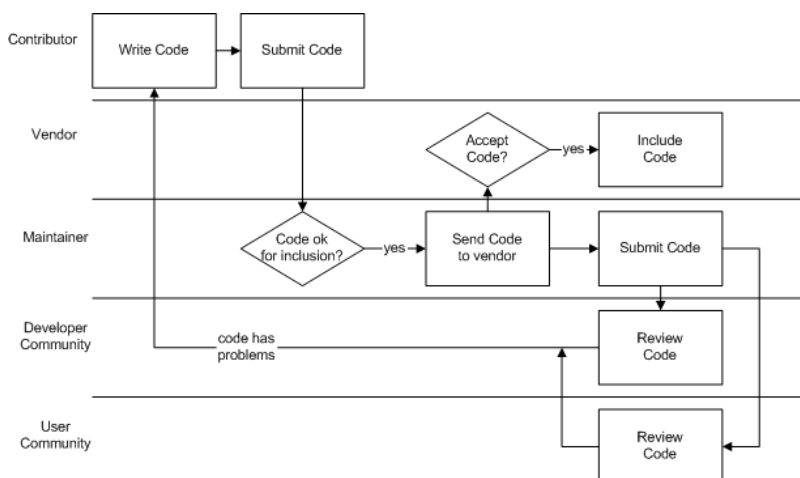 Contributor
Write Code
Submit Code
Vendor
Accept
Code?
yes
Include
Code
Maintainer
Code ok
for inclusion?
yes
Send Code
to vendor
Submit Code
Developer
Community
code has
problems
Review
Code
User
Community
Review
Code